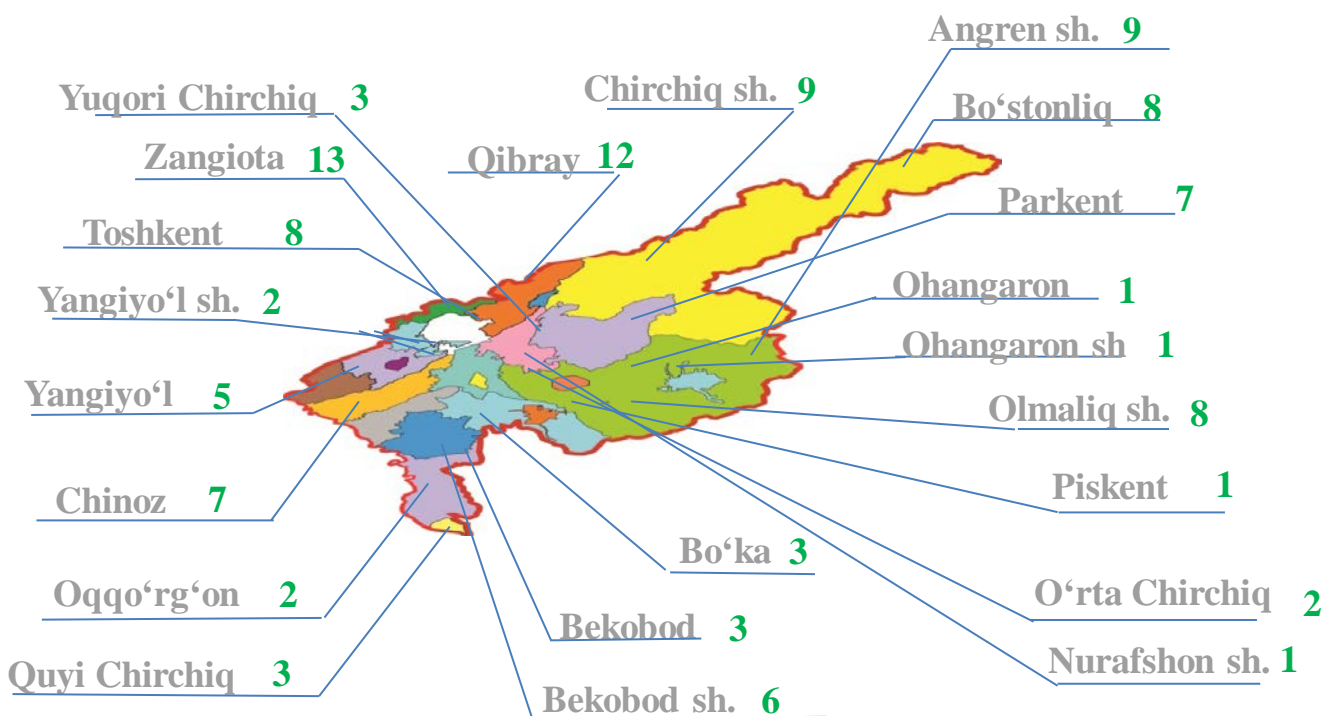 Angren sh. 9
Yuqori Chirchiq 3
Chirchiq sh. 9
Bo‘stonliq 8
Zangiota 13
Qibray 12
Parkent 7
Toshkent 8
Ohangaron 1
Yangiyo‘l sh. 2
Ohangaron sh 1
Yangiyo‘l 5
Olmaliq sh. 8
Chinoz 7
Piskent 1
Bo‘ka 3
Oqqo‘rg‘on 2
O‘rta Chirchiq 2
Bekobod 3
Quyi Chirchiq 3
Nurafshon sh. 1
Bekobod sh. 6